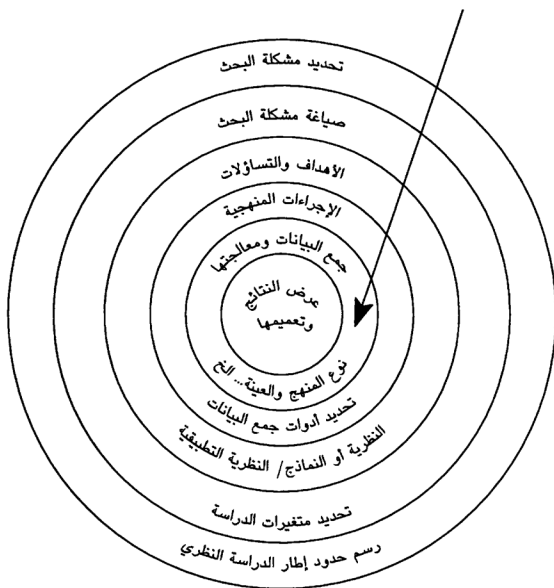 تحديد مشكلة البحث
صياغة مشكلة البحث
الأهداف والتساؤلات
الإجراءات المنهجية
جمع البيانات ومعالجتها
عرض النتائج
وتعميمها
نوع المنهج والعينة... الخ
تحديد أدوات جمع البيانات
النظرية أو النماذج/ النظرية التطبيقية
تحديد متغيرات الدراسة
رسم حدود إطار الدراسة النظري